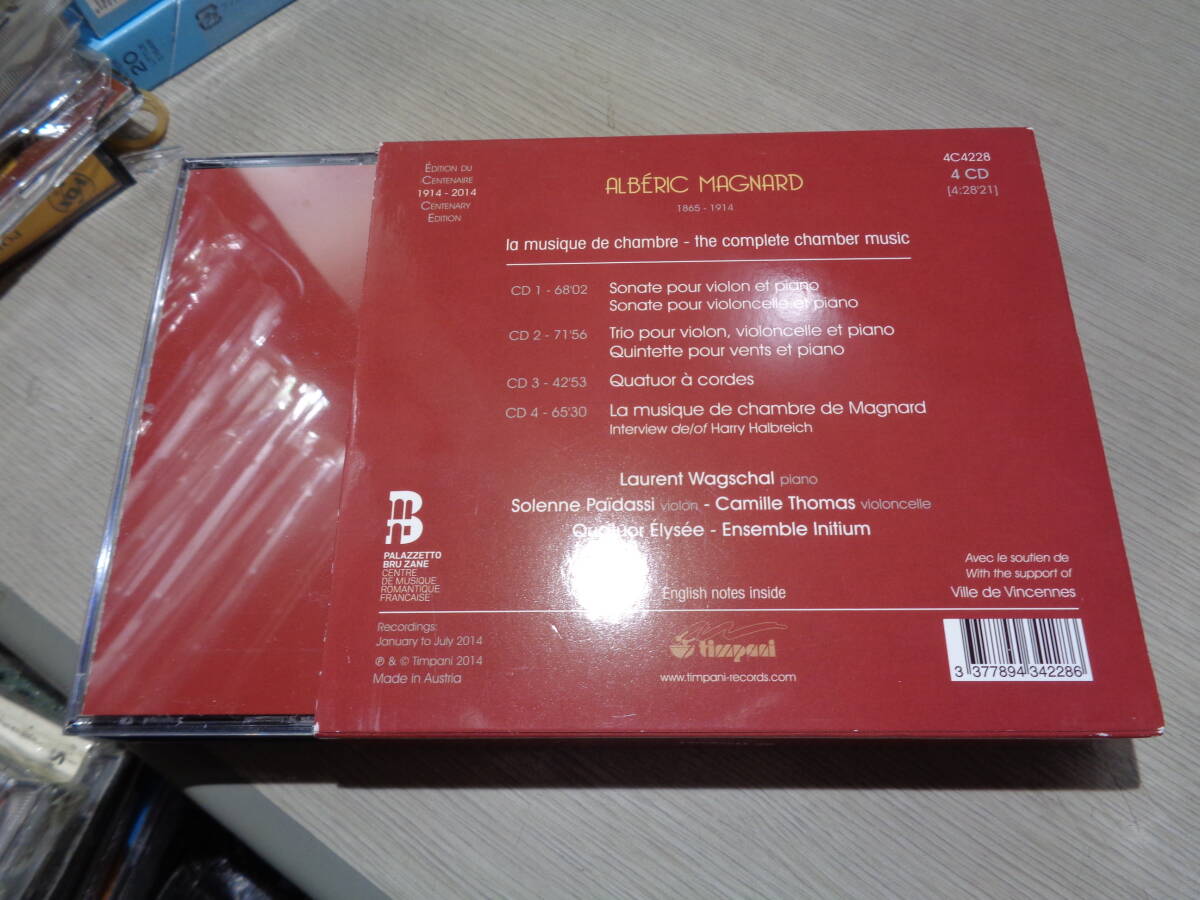 20
ÉDITION DU
CENTENAIRE
1914 - 2014
CENTENARY
EDITION
ALBÉRIC MAGNARD
1865 - 1914
4C4228
4 CD
[4:28'21]
la musique de chambre - the complete chamber music
CD 1 - 68'02 Sonate pour violon et piano
Sonate pour violoncelle et piano
CD 2 - 71'56 Trio pour violon, violoncelle et piano
Quintette pour vents et piano
CD 3 - 42'53 Quatuor à cordes
CD 4 - 65'30 La musique de chambre de Magnard
Interview de/of Harry Halbreich
Laurent Wagschal piano
Solenne Païdassi violon - Camille Thomas violoncelle
Quatuor Élysée - Ensemble Initium
PALAZZETTO
BRU ZANE
CENTRE
DE MUSIQUE
ROMANTIQUE
FRANÇAISE
English notes inside
Avec le soutien de
With the support of
Ville de Vincennes
Recordings:
January to July 2014
℗ & © Timpani 2014
Made in Austria
timpani
www.timpani-records.com
3 377894 342286